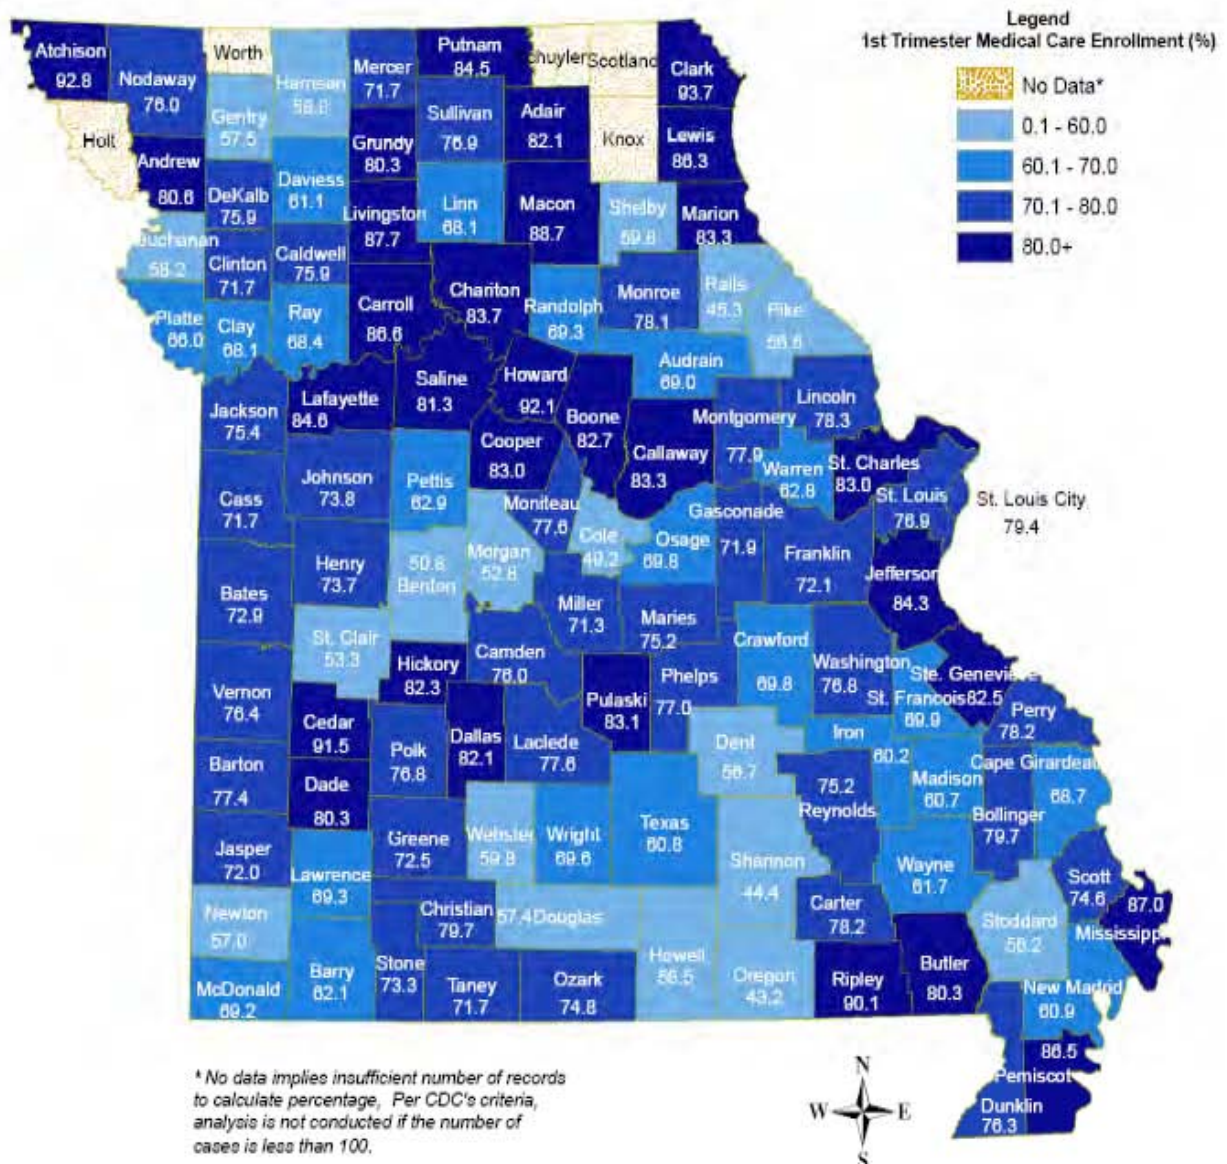 Legend
1st Trimester Medical Care Enrollment (%)
No Data*
0.1 - 60.0
60.1 - 70.0
70.1 - 80.0
80.0+
Atchison
92.8
Nodaway
76.0
Worth
Harrison
Mercer
71.7
Putnam
84.5
chuyler
Scotland
Clark
93.7
Holt
Gentry
57.5
Grundy
80.3
Sullivan
76.9
Adair
82.1
Knox
Lewis
86.3
Andrew
80.6
DeKalb
75.9
Daviess
61.1
Livingston
87.7
Linn
68.1
Macon
88.7
Shelby
59.8
Marion
83.3
Buchanan
58.2
Clinton
71.7
Caldwell
75.9
Carroll
86.6
Chariton
83.7
Randolph
69.3
Monroe
78.1
Ralls
45.3
Pike
56.6
Platte
66.0
Clay
68.1
Ray
68.4
Audrain
69.0
Jackson
75.4
Lafayette
84.6
Saline
81.3
Howard
92.1
Boone
82.7
Callaway
83.3
Montgomery
77.9
Lincoln
78.3
Warren
62.8
St. Charles
83.0
St. Louis
76.9
St. Louis City
79.4
Cass
71.7
Johnson
73.8
Pettis
62.9
Cooper
83.0
Moniteau
77.6
Cole
49.2
Osage
69.8
Gasconade
71.9
Franklin
72.1
Jefferson
84.3
Bates
72.9
Henry
73.7
50.8
Benton
Morgan
52.8
Miller
71.3
Maries
75.2
Crawford
69.8
Washington
76.8
St. Francois
69.9
Ste. Genevieve
82.5
Perry
78.2
St. Clair
53.3
Hickory
82.3
Camden
76.0
Pulaski
83.1
Phelps
77.0
Vernon
76.4
Cedar
91.5
Polk
76.8
Dallas
82.1
Laclede
77.6
Dent
56.7
Iron
60.2
Madison
60.7
Cape Girardeau
68.7
Bollinger
79.7
Barton
77.4
Dade
80.3
Greene
72.5
Webster
59.8
Wright
69.6
Texas
60.8
Shannon
44.4
75.2
Reynolds
Wayne
61.7
Scott
74.6
87.0
Mississipp
Jasper
72.0
Lawrence
69.3
Christian
79.7
57.4 Douglas
Howell
56.5
Oregon
43.2
Carter
78.2
Stoddard
56.2
Newton
57.0
McDonald
69.2
Barry
62.1
Stone
73.3
Taney
71.7
Ozark
74.8
Ripley
90.1
Butler
80.3
New Madrid
60.9
86.5
Pemiscot
Dunklin
76.3
* No data implies insufficient number of records
to calculate percentage, Per CDC's criteria,
analysis is not conducted if the number of
cases is less than 100.
N
W
E
S